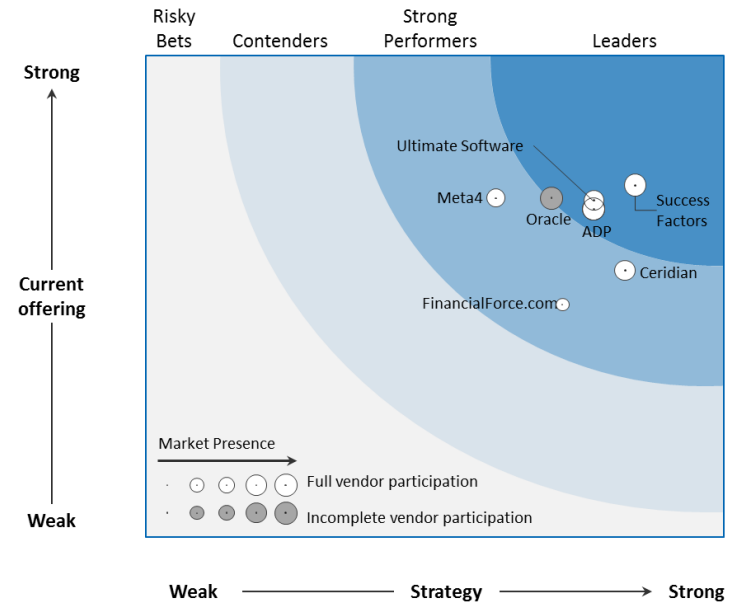 Risky
Bets
Contenders
Strong
Performers
Leaders
Strong
Ultimate Software
Meta4
Oracle
ADP
Success
Factors
Current
offering
Ceridian
FinancialForce.com
Market Presence
Full vendor participation
Incomplete vendor participation
Weak
Weak
Strategy
Strong